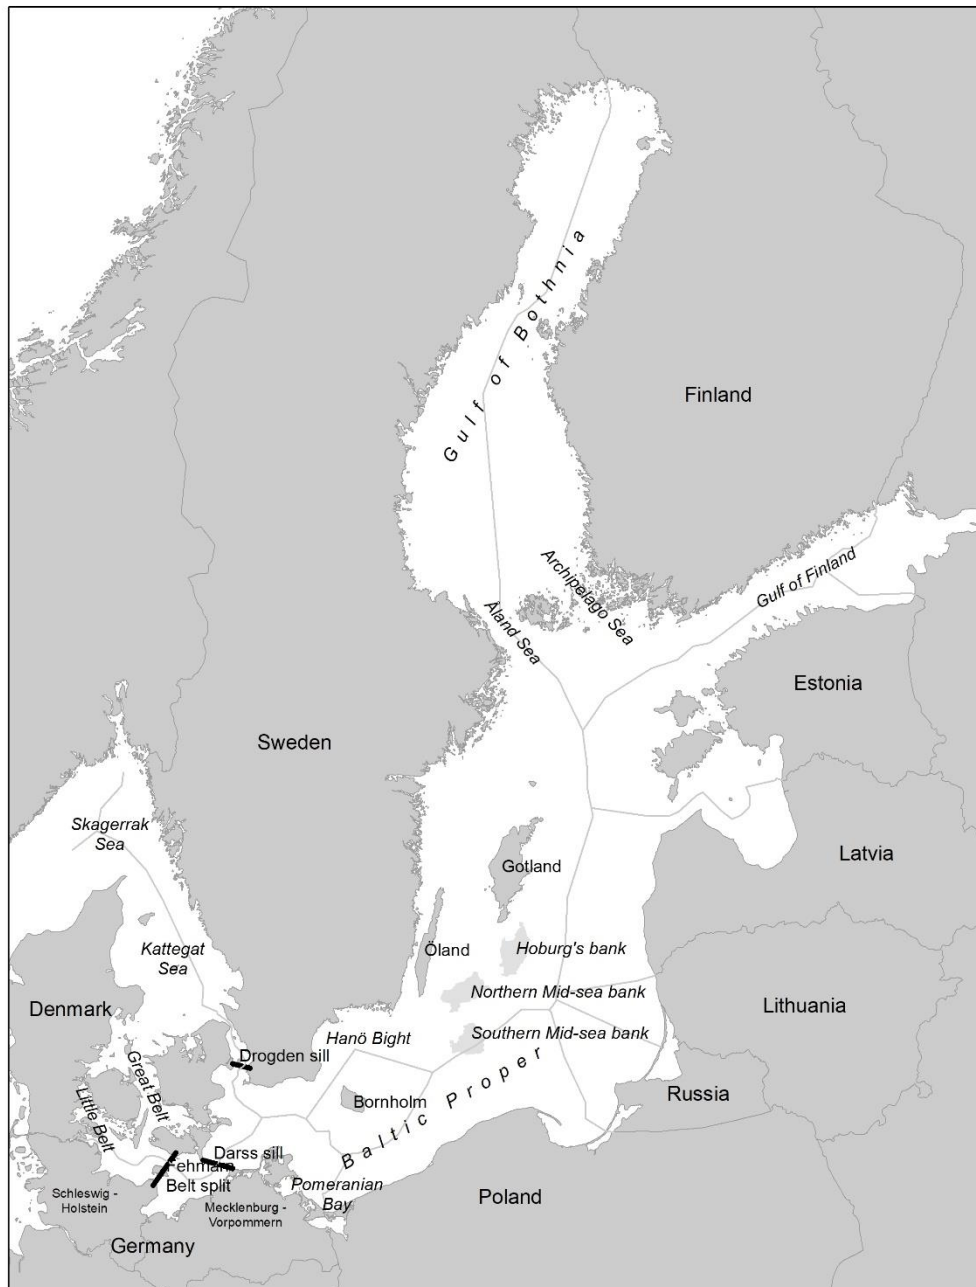 Gulf of Bothnia
Finland
Archipelago Sea
Gulf of Finland
Åland Sea
Estonia
Sweden
Skagerrak
Sea
Gotland
Latvia
Öland
Hoburg's bank
Kattegat
Sea
Northern Mid-sea bank
Denmark
Lithuania
Hanö Bight
Southern Mid-sea bank
Drogden sill
Great Belt
Little Belt
Bornholm
Baltic Proper
Russia
Darss sill
Fehmarn
Belt split
Pomeranian
Bay
Schleswig -
Holstein
Mecklenburg -
Vorpommern
Poland
Germany